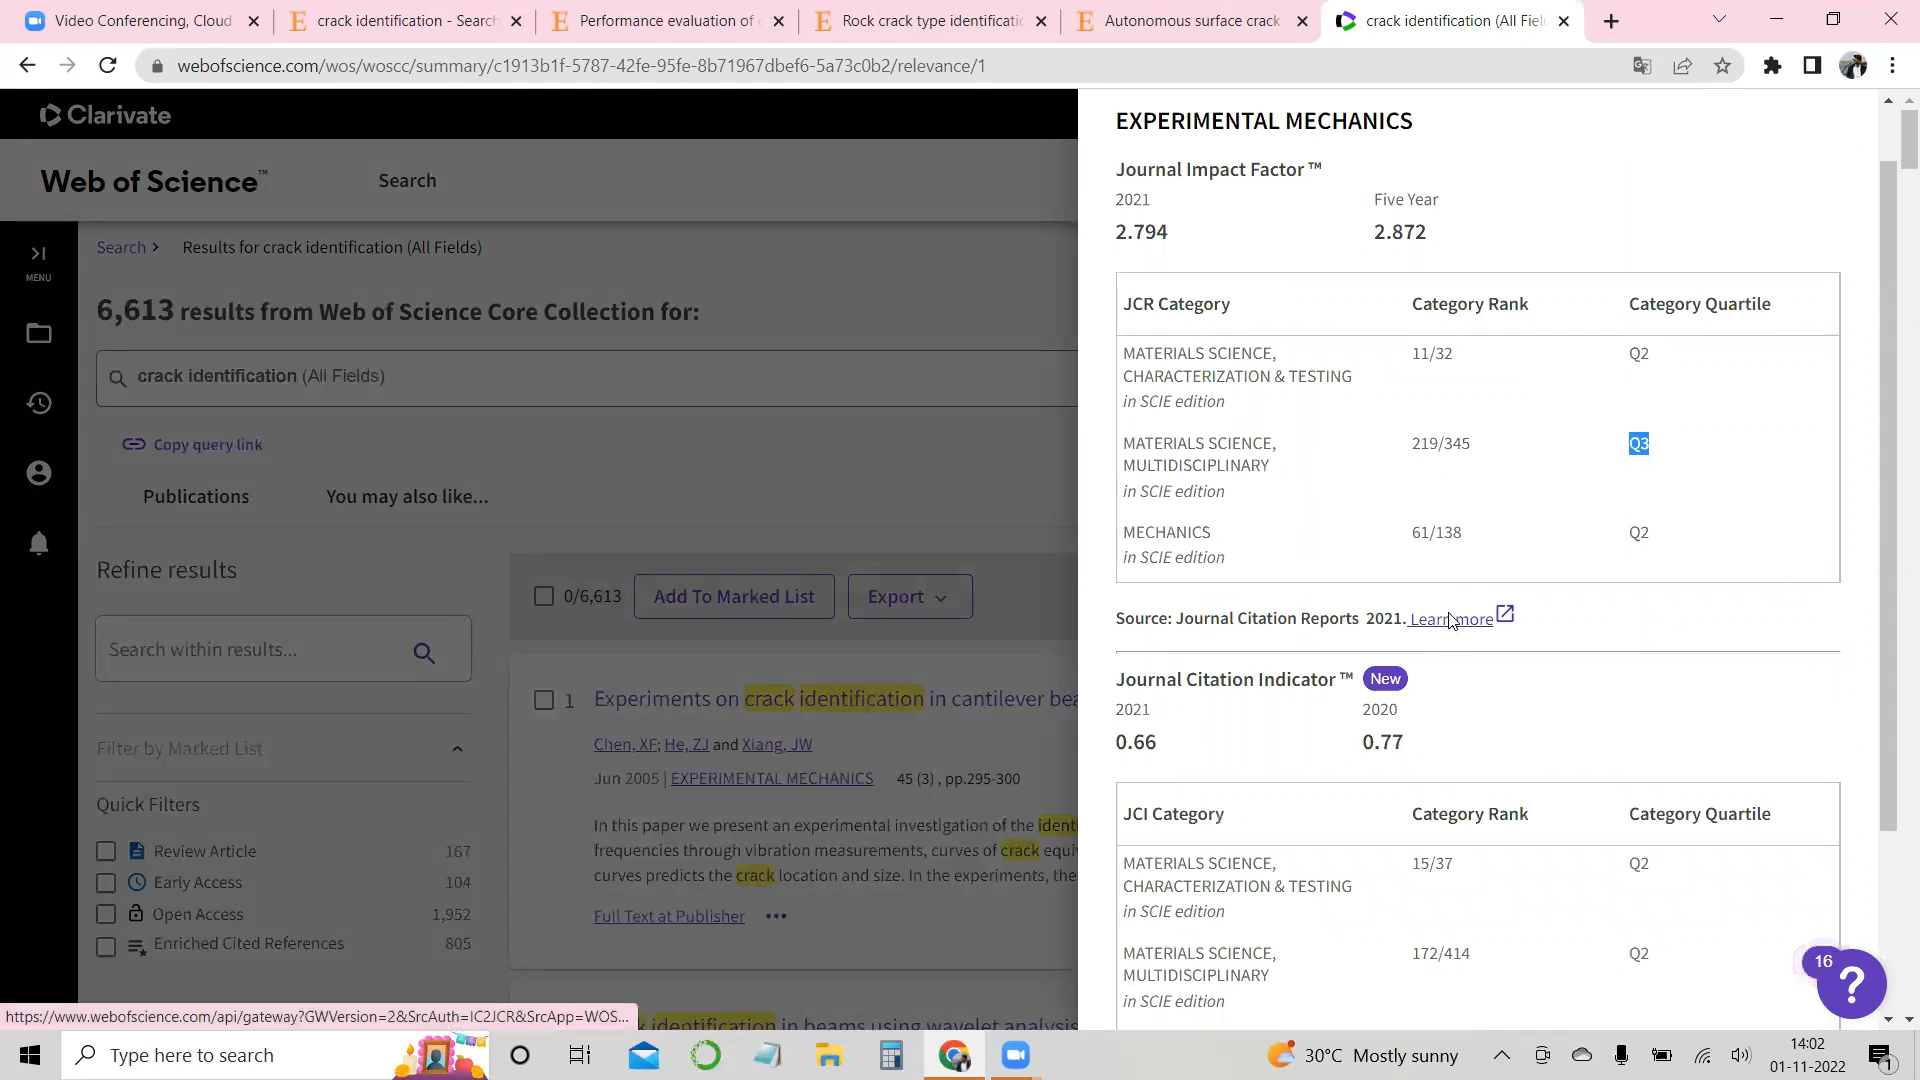 Video Conferencing, Cloud
crack identification - Search
Performance evaluation of
Rock crack type identificatio
Autonomous surface crack
crack identification (All Fiel
webofscience.com/wos/woscc/summary/c1913b1f-5787-42fe-95fe-8b71967dbef6-5a73c0b2/relevance/1
Clarivate
Web of Science™
Search
MENU
Search > Results for crack identification (All Fields)
6,613 results from Web of Science Core Collection for:
crack identification (All Fields)
Copy query link
Publications
You may also like...
Refine results
Search within results...
Filter by Marked List
Quick Filters
Review Article 167
Early Access 104
Open Access 1,952
Enriched Cited References 805
0/6,613
Add To Marked List
Export
1
Experiments on crack identification in cantilever bea
Chen, XF; He, ZJ and Xiang, JW
Jun 2005 | EXPERIMENTAL MECHANICS 45 (3) , pp.295-300
In this paper we present an experimental investigation of the ident
frequencies through vibration measurements, curves of crack equi
curves predicts the crack location and size. In the experiments, the
Full Text at Publisher
k identification in beams using wavelet analysis
EXPERIMENTAL MECHANICS
Journal Impact Factor ™
2021 Five Year
2.794 2.872
JCR Category Category Rank Category Quartile
MATERIALS SCIENCE, 11/32 Q2
CHARACTERIZATION & TESTING
in SCIE edition
MATERIALS SCIENCE, 219/345 Q3
MULTIDISCIPLINARY
in SCIE edition
MECHANICS 61/138 Q2
in SCIE edition
Source: Journal Citation Reports 2021. Learn more
Journal Citation Indicator ™ New
2021 2020
0.66 0.77
JCI Category Category Rank Category Quartile
MATERIALS SCIENCE, 15/37 Q2
CHARACTERIZATION & TESTING
in SCIE edition
MATERIALS SCIENCE, 172/414 Q2
MULTIDISCIPLINARY
in SCIE edition
16
?
https://www.webofscience.com/api/gateway?GWVersion=2&SrcAuth=IC2JCR&SrcApp=WOS...
Type here to search
30°C Mostly sunny
14:02
01-11-2022
1